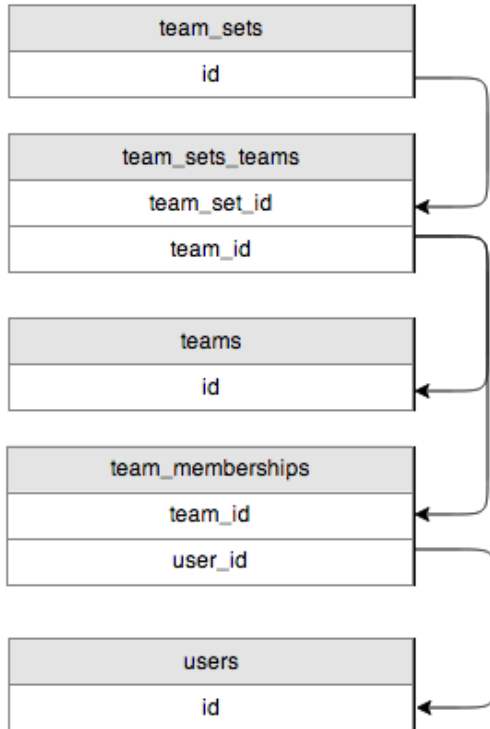 team_sets
id
team_sets_teams
team_set_id
team_id
teams
id
team_memberships
team_id
user_id
users
id